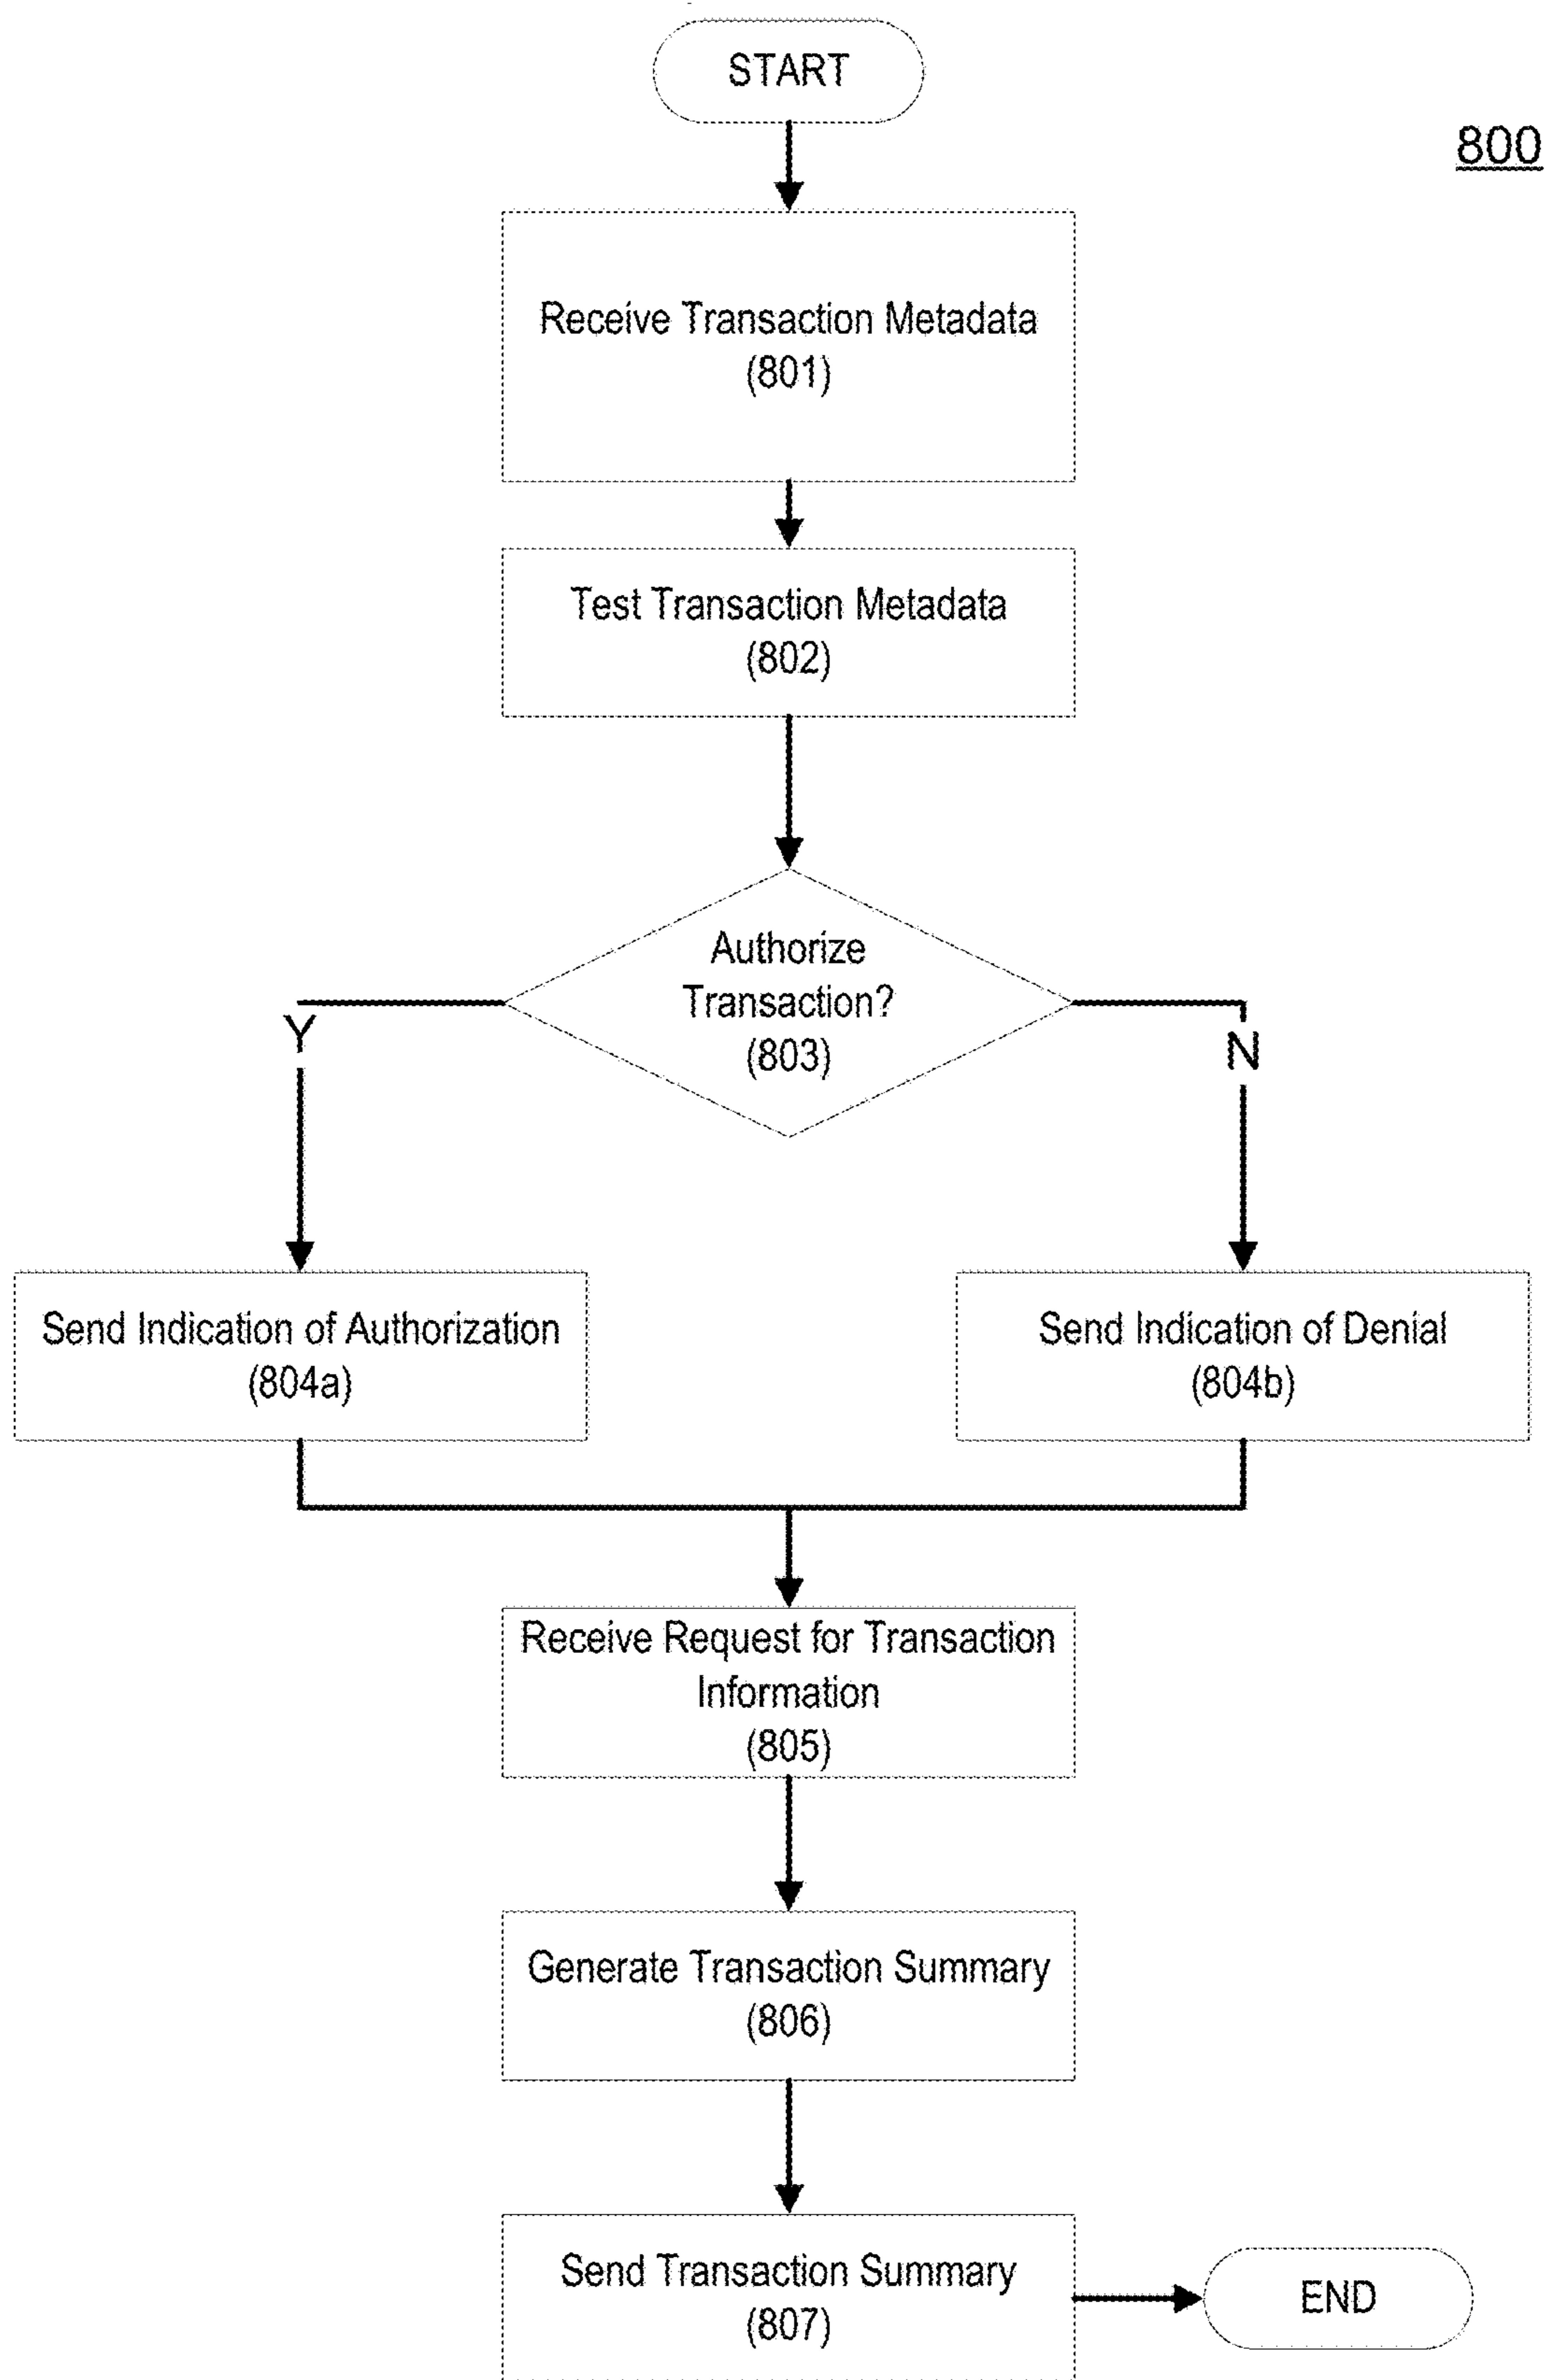 START
800
Receive Transaction Metadata
(801)
Test Transaction Metadata
(802)
Authorize
Transaction?
(803)
Y
N
Send Indication of Authorization
(804a)
Send Indication of Denial
(804b)
Receive Request for Transaction
Information
(805)
Generate Transaction Summary
(806)
Send Transaction Summary
(807)
END